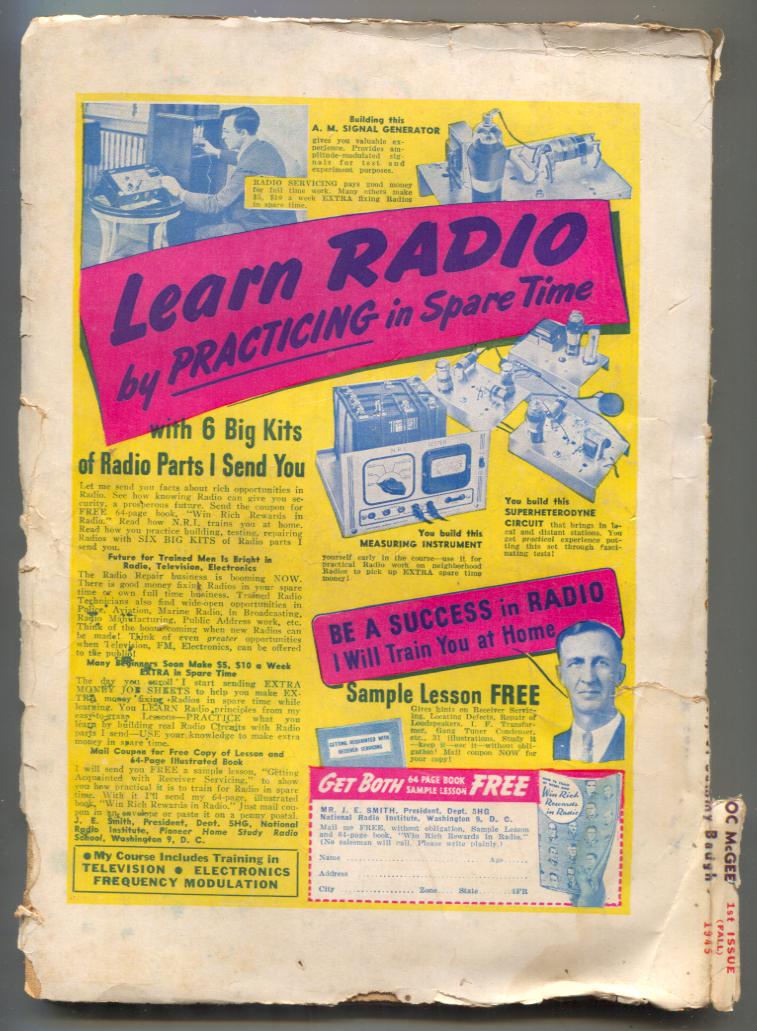 Building this
A. M. SIGNAL GENERATOR
gives you valuable ex-
perience. Provides am-
plitude-modulated sig-
nals for test and
experiment purposes.
RADIO SERVICING pays good money
for full time work. Many others make
$5, $10 a week EXTRA fixing Radios
in spare time.
Learn RADIO
by PRACTICING in Spare Time
with 6 Big Kits
of Radio Parts I Send You
Let me send you facts about rich opportunities in
Radio. See how knowing Radio can give you se-
curity, a prosperous future. Send the coupon for
FREE 64-page book, "Win Rich Rewards in
Radio." Read how N.R.I. trains you at home.
Read how you practice building, testing, repairing
Radios with SIX BIG KITS of Radio parts I
send you.
Future for Trained Men Is Bright in
Radio, Television, Electronics
The Radio Repair business is booming NOW.
There is good money fixing Radios in your spare
time or own full time business. Trained Radio
Technicians also find wide-open opportunities in
Police, Aviation, Marine Radio, in Broadcasting,
Radio Manufacturing, Public Address work, etc.
Think of the boom coming when new Radios can
be made! Think of even greater opportunities
when Television, FM, Electronics, can be offered
to the public!
Many Beginners Soon Make $5, $10 a Week
EXTRA in Spare Time
The day you enroll I start sending EXTRA
MONEY JOB SHEETS to help you make EX-
TRA money fixing Radios in spare time while
learning. You LEARN Radio principles from my
easy-to-grasp Lessons—PRACTICE what you
learn by building real Radio Circuits with Radio
parts I send—USE your knowledge to make extra
money in spare time.
Mail Coupon for Free Copy of Lesson and
64-Page Illustrated Book
I will send you FREE a sample lesson, "Getting
Acquainted with Receiver Servicing," to show
you how practical it is to train for Radio in spare
time. With it I'll send my 64-page, illustrated
book, "Win Rich Rewards in Radio." Just mail cou-
pon in an envelope or paste it on a penny postal.
J. E. Smith, President, Dept. 5HG, National
Radio Institute, Pioneer Home Study Radio
School, Washington 9, D. C.
• My Course Includes Training in
TELEVISION • ELECTRONICS
FREQUENCY MODULATION
N R I TESTER
You build this
MEASURING INSTRUMENT
yourself early in the course—use it for
practical Radio work on neighborhood
Radios to pick up EXTRA spare time
money!
You build this
SUPERHETERODYNE
CIRCUIT that brings in lo-
cal and distant stations. You
get practical experience put-
ting this set through fasci-
nating tests!
BE A SUCCESS in RADIO
I Will Train You at Home
Sample Lesson FREE
Gives hints on Receiver Servic-
ing, Locating Defects, Repair of
Loudspeakers, I. F. Transfor-
mer, Gang Tuner Condenser,
etc., 31 illustrations. Study it
—keep it—use it—without obli-
gation! Mail coupon NOW for
your copy!
GETTING ACQUAINTED WITH
RECEIVER SERVICING
GET BOTH 64 PAGE BOOK
SAMPLE LESSON FREE
MR. J. E. SMITH, President, Dept. 5HG
National Radio Institute, Washington 9, D. C.
Mail me FREE, without obligation, Sample Lesson
and 64-page book, "Win Rich Rewards in Radio."
(No salesman will call. Please write plainly.)
Name Age
Address
City Zone State 4FR
Win Rich
Rewards
in Radio
OC McGEE
1st ISSUE
(FALL)
1945
Baugh